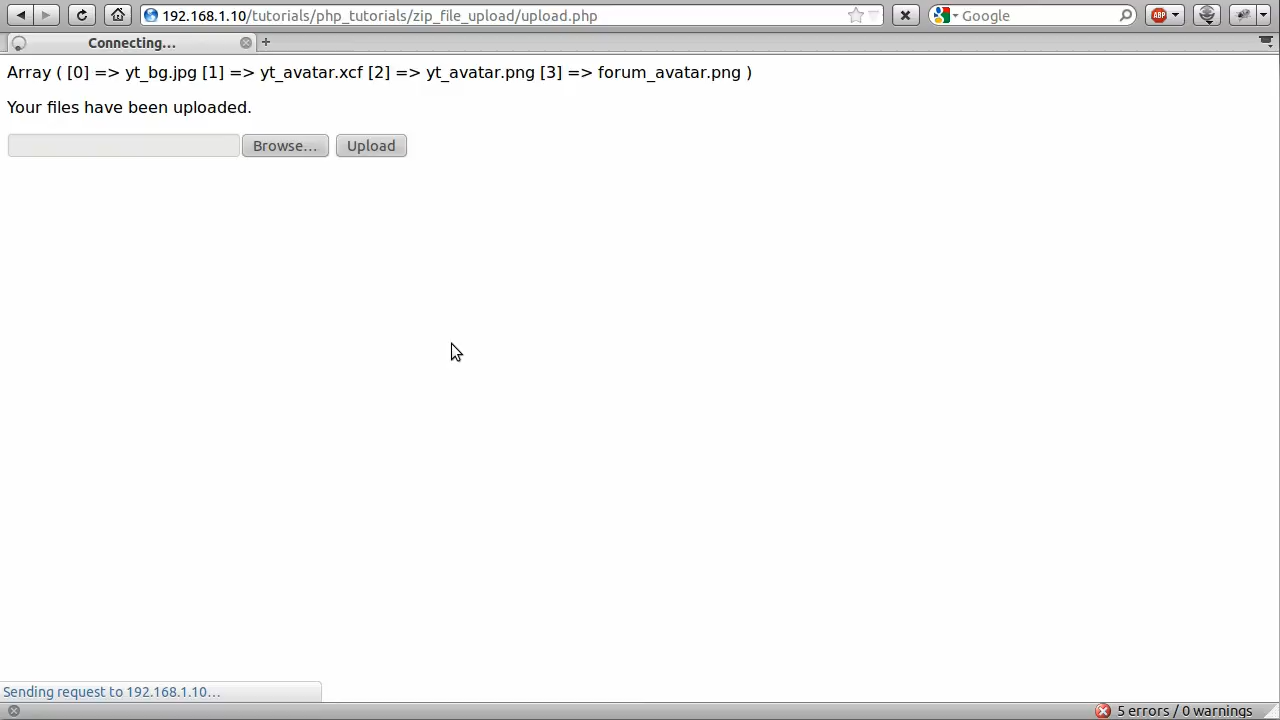 192.168.1.10/tutorials/php_tutorials/zip_file_upload/upload.php
Google
ABP
Connecting...
Array ( [0] => yt_bg.jpg [1] => yt_avatar.xcf [2] => yt_avatar.png [3] => forum_avatar.png )
Your files have been uploaded.
Browse... Upload
Sending request to 192.168.1.10...
5 errors / 0 warnings